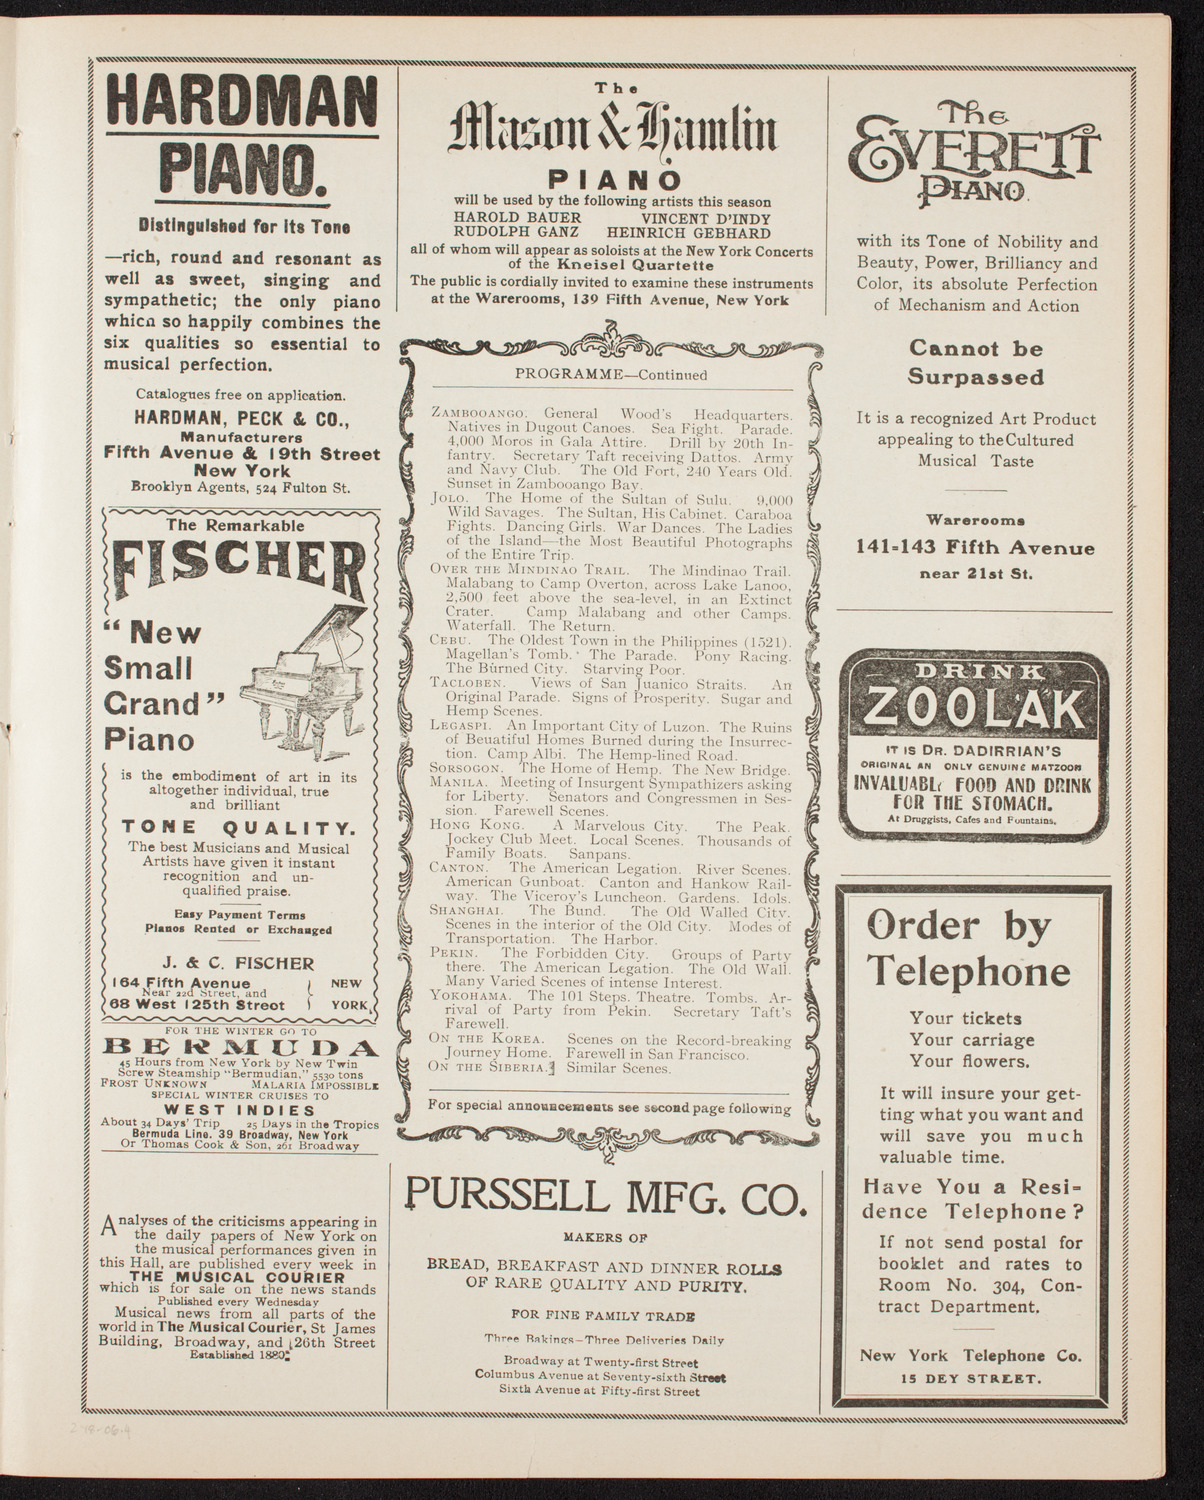 HARDMAN
PIANO.
Distinguished for its Tone
—rich, round and resonant as
well as sweet, singing and
sympathetic; the only piano
which so happily combines the
six qualities so essential to
musical perfection.
Catalogues free on application.
HARDMAN, PECK & CO.,
Manufacturers
Fifth Avenue & 19th Street
New York
Brooklyn Agents, 524 Fulton St.
The Remarkable
FISCHER
"New
Small
Grand"
Piano
is the embodiment of art in its
altogether individual, true
and brilliant
TONE QUALITY.
The best Musicians and Musical
Artists have given it instant
recognition and un-
qualified praise.
Easy Payment Terms
Pianos Rented or Exchanged
J. & C. FISCHER
164 Fifth Avenue
Near 22d Street, and
68 West 125th Street
NEW
YORK
FOR THE WINTER GO TO
BERMUDA
45 Hours from New York by New Twin
Screw Steamship "Bermudian," 5530 tons
FROST UNKNOWN MALARIA IMPOSSIBLE
SPECIAL WINTER CRUISES TO
WEST INDIES
About 34 Days' Trip 25 Days in the Tropics
Bermuda Line, 39 Broadway, New York
Or Thomas Cook & Son, 261 Broadway
Analyses of the criticisms appearing in
the daily papers of New York on
the musical performances given in
this Hall, are published every week in
THE MUSICAL COURIER
which is for sale on the news stands
Published every Wednesday
Musical news from all parts of the
world in The Musical Courier, St James
Building, Broadway, and 26th Street
Established 1880.
The
Mason & Hamlin
PIANO
will be used by the following artists this season
HAROLD BAUER VINCENT D'INDY
RUDOLPH GANZ HEINRICH GEBHARD
all of whom will appear as soloists at the New York Concerts
of the Kneisel Quartette
The public is cordially invited to examine these instruments
at the Warerooms, 139 Fifth Avenue, New York
PROGRAMME—Continued
ZAMBOOANGO. General Wood's Headquarters.
Natives in Dugout Canoes. Sea Fight. Parade.
4,000 Moros in Gala Attire. Drill by 20th In-
fantry. Secretary Taft receiving Dattos. Army
and Navy Club. The Old Fort, 240 Years Old.
Sunset in Zambooango Bay.
JOLO. The Home of the Sultan of Sulu. 9,000
Wild Savages. The Sultan, His Cabinet. Caraboa
Fights. Dancing Girls. War Dances. The Ladies
of the Island—the Most Beautiful Photographs
of the Entire Trip.
OVER THE MINDINAO TRAIL. The Mindinao Trail.
Malabang to Camp Overton, across Lake Lanoo,
2,500 feet above the sea-level, in an Extinct
Crater. Camp Malabang and other Camps.
Waterfall. The Return.
CEBU. The Oldest Town in the Philippines (1521).
Magellan's Tomb. The Parade. Pony Racing.
The Burned City. Starving Poor.
TACLOBEN. Views of San Juanico Straits. An
Original Parade. Signs of Prosperity. Sugar and
Hemp Scenes.
LEGASPI. An Important City of Luzon. The Ruins
of Beuatiful Homes Burned during the Insurrec-
tion. Camp Albi. The Hemp-lined Road.
SORSOGON. The Home of Hemp. The New Bridge.
MANILA. Meeting of Insurgent Sympathizers asking
for Liberty. Senators and Congressmen in Ses-
sion. Farewell Scenes.
HONG KONG. A Marvelous City. The Peak.
Jockey Club Meet. Local Scenes. Thousands of
Family Boats. Sanpans.
CANTON. The American Legation. River Scenes.
American Gunboat. Canton and Hankow Rail-
way. The Viceroy's Luncheon. Gardens. Idols.
SHANGHAI. The Bund. The Old Walled City.
Scenes in the interior of the Old City. Modes of
Transportation. The Harbor.
PEKIN. The Forbidden City. Groups of Party
there. The American Legation. The Old Wall.
Many Varied Scenes of intense Interest.
YOKOHAMA. The 101 Steps. Theatre. Tombs. Ar-
rival of Party from Pekin. Secretary Taft's
Farewell.
ON THE KOREA. Scenes on the Record-breaking
Journey Home. Farewell in San Francisco.
ON THE SIBERIA. Similar Scenes.
For special announcements see second page following
PURSSELL MFG. CO.
MAKERS OF
BREAD, BREAKFAST AND DINNER ROLLS
OF RARE QUALITY AND PURITY.
FOR FINE FAMILY TRADE
Three Bakings—Three Deliveries Daily
Broadway at Twenty-first Street
Columbus Avenue at Seventy-sixth Street
Sixth Avenue at Fifty-first Street
The
EVERETT
PIANO.
with its Tone of Nobility and
Beauty, Power, Brilliancy and
Color, its absolute Perfection
of Mechanism and Action
Cannot be
Surpassed
It is a recognized Art Product
appealing to the Cultured
Musical Taste
Warerooms
141=143 Fifth Avenue
near 21st St.
DRINK
ZOOLAK
IT IS DR. DADIRRIAN'S
ORIGINAL AN ONLY GENUINE MATZOON
INVALUABLE FOOD AND DRINK
FOR THE STOMACH.
At Druggists, Cafes and Fountains.
Order by
Telephone
Your tickets
Your carriage
Your flowers.
It will insure your get-
ting what you want and
will save you much
valuable time.
Have You a Resi=
dence Telephone?
If not send postal for
booklet and rates to
Room No. 304, Con-
tract Department.
New York Telephone Co.
15 DEY STREET.